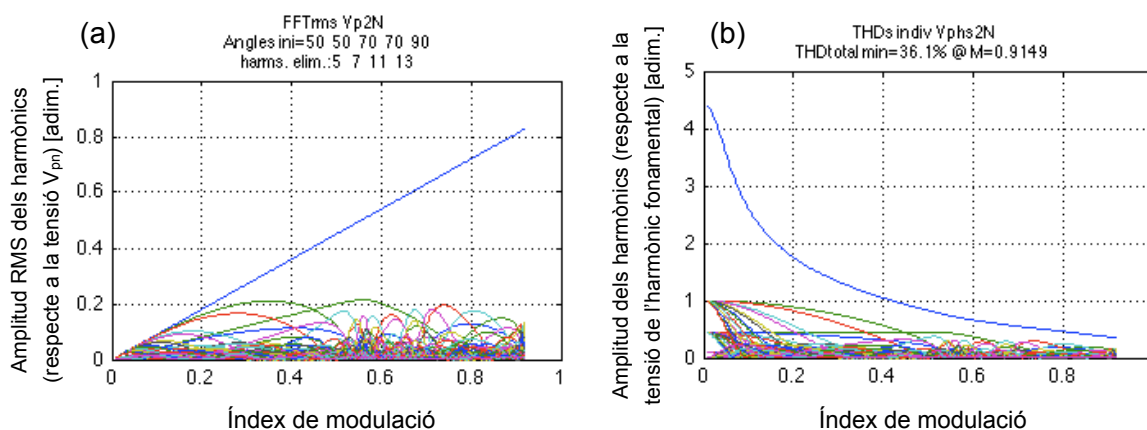 (a)
FFTrms Vp2N
Angles ini=50 50 70 70 90
harms. elim.:5 7 11 13
Amplitud RMS dels harmònics
(respecte a la tensió Vpn) [adim.]
1
0.8
0.6
0.4
0.2
0
0 0.2 0.4 0.6 0.8 1
Índex de modulació
(b)
THDs indiv Vphs2N
THDtotal min=36.1% @ M=0.9149
Amplitud dels harmònics (respecte a la
tensió de l'harmònic fonamental) [adim.]
5
4
3
2
1
0
0 0.2 0.4 0.6 0.8 1
Índex de modulació